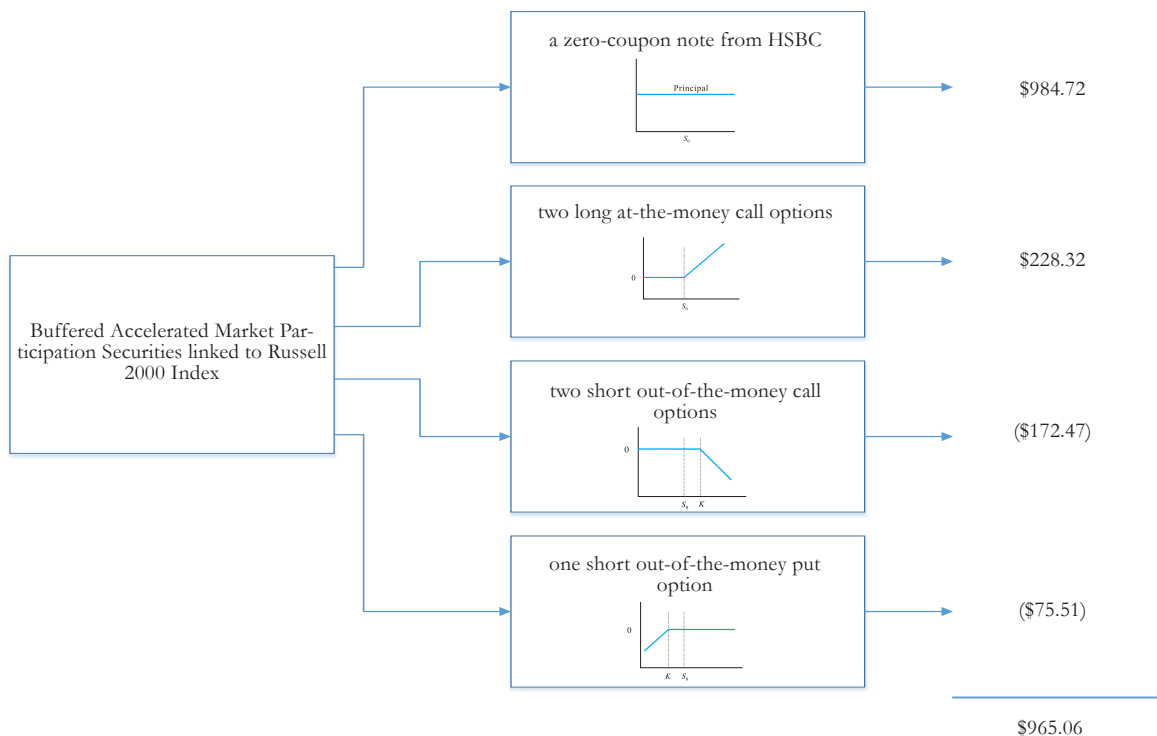 a zero-coupon note from HSBC
Principal
S₀
$984.72
two long at-the-money call options
0
S₀
$228.32
Buffered Accelerated Market Par-
ticipation Securities linked to Russell
2000 Index
two short out-of-the-money call
options
0
S₀ K
($172.47)
one short out-of-the-money put
option
0
K S₀
($75.51)
$965.06